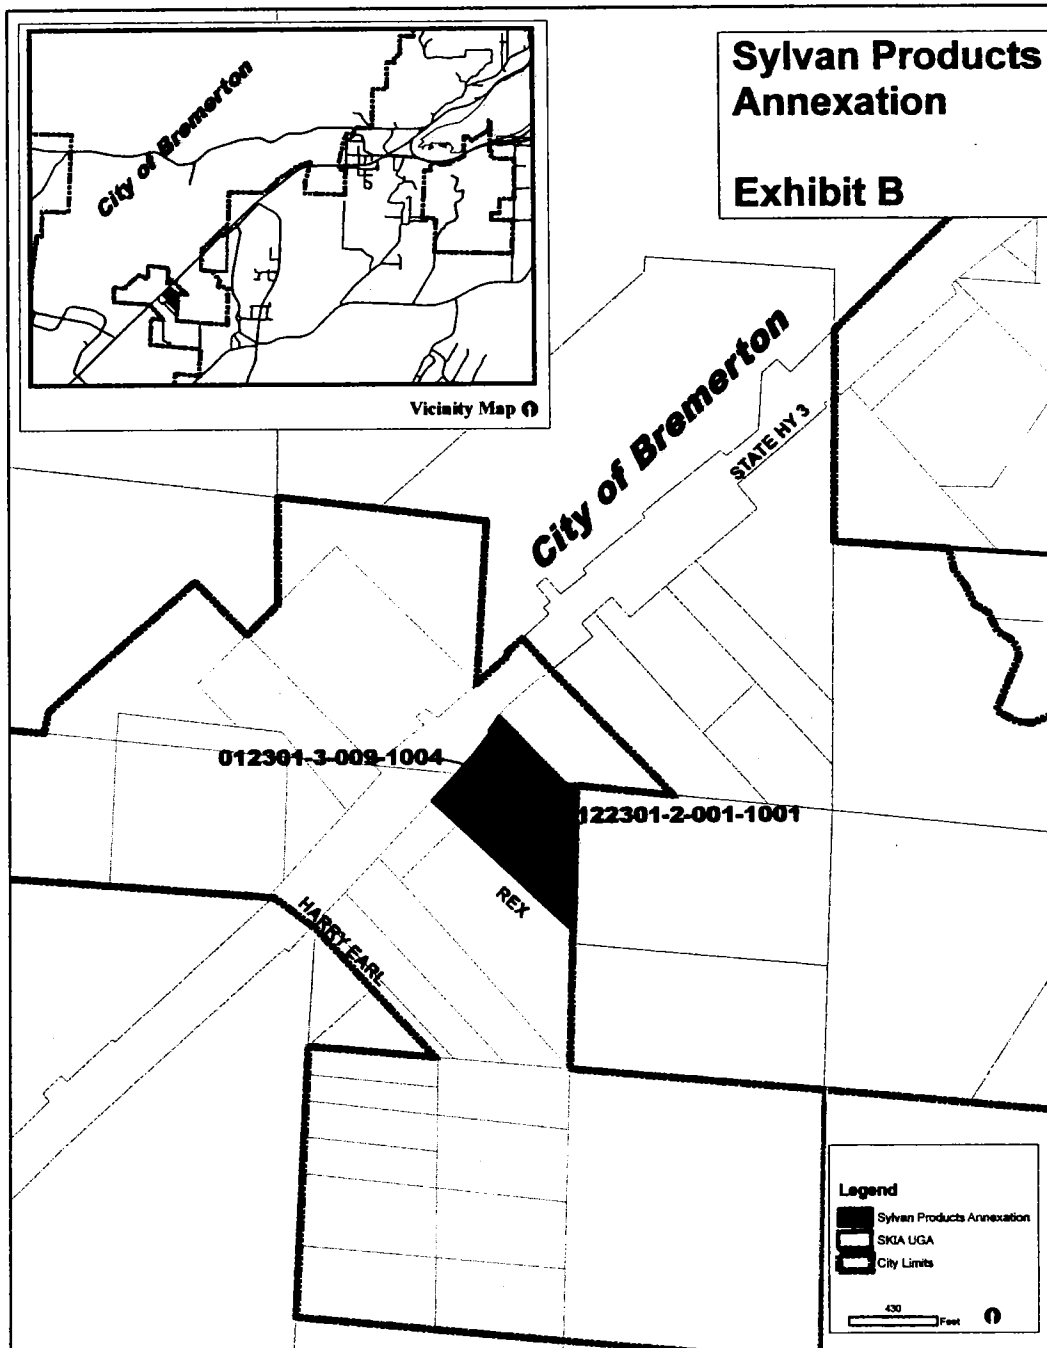 Sylvan Products
Annexation
Exhibit B
City of Bremerton
Vicinity Map
City of Bremerton
STATE HY 3
012301-3-009-1004
122301-2-001-1001
REX
HARRY EARL
Legend
Sylvan Products Annexation
SKIA UGA
City Limits
430
Feet